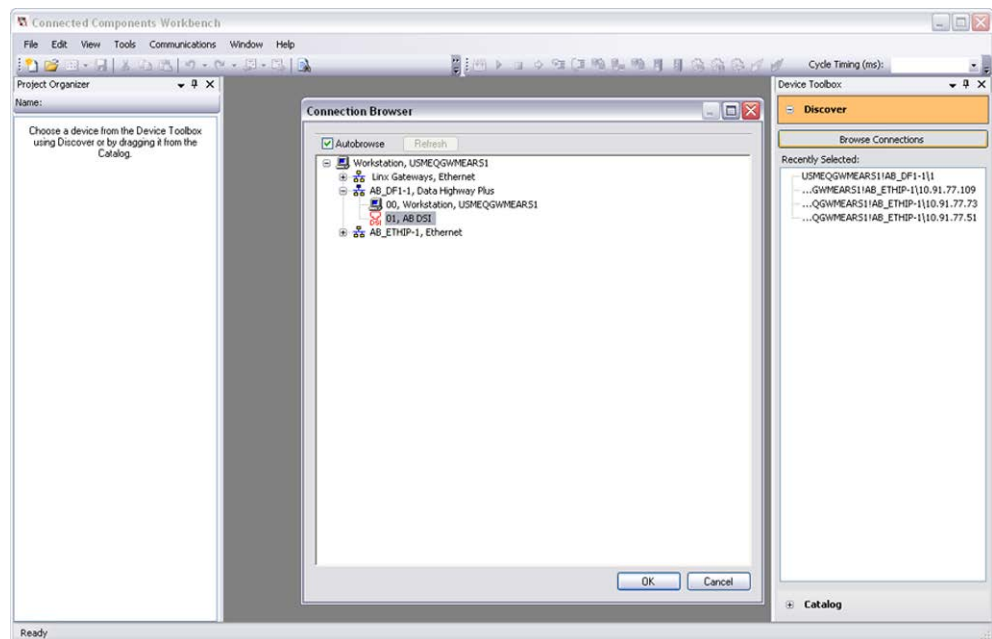 Connected Components Workbench
File Edit View Tools Communications Window Help
Cycle Timing (ms):
Project Organizer
Name:
Choose a device from the Device Toolbox
using Discover or by dragging it from the
Catalog.
Connection Browser
Autobrowse Refresh
Workstation, USMEQGWMEARS1
Linx Gateways, Ethernet
AB_DF1-1, Data Highway Plus
00, Workstation, USMEQGWMEARS1
01, AB DSI
AB_ETHIP-1, Ethernet
OK Cancel
Device Toolbox
Discover
Browse Connections
Recently Selected:
USMEQGWMEARS1!AB_DF1-1\1
...GWMEARS1!AB_ETHIP-1\10.91.77.109
...QGWMEARS1!AB_ETHIP-1\10.91.77.73
...QGWMEARS1!AB_ETHIP-1\10.91.77.51
Catalog
Ready